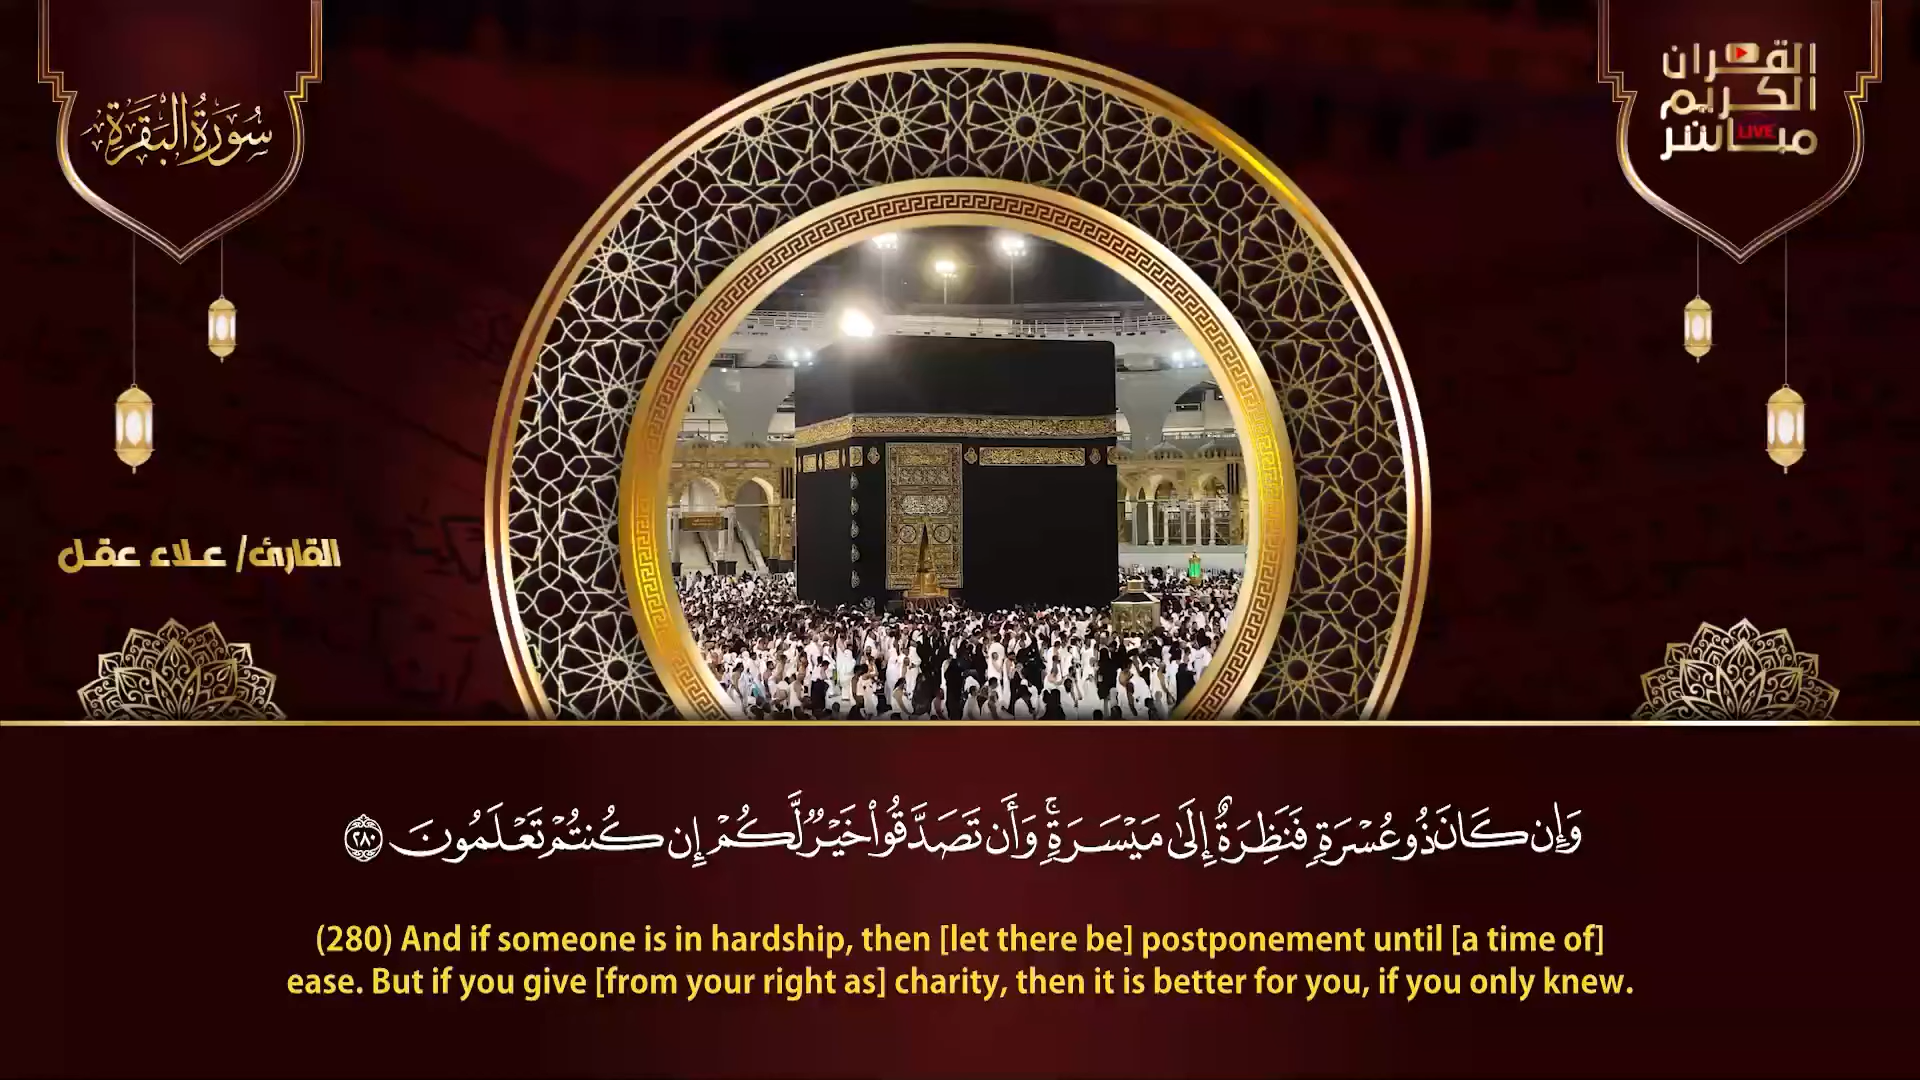 سُورَةُ البَقَرَةِ
القرآن
الكريم
مباشر
LIVE
القارئ/ علاء عقل
وَإِن كَانَ ذُو عُسْرَةٍ فَنَظِرَةٌ إِلَىٰ مَيْسَرَةٍ ۚ وَأَن تَصَدَّقُوا۟ خَيْرٌ لَّكُمْ إِن كُنتُمْ تَعْلَمُونَ ٢٨٠
(280) And if someone is in hardship, then [let there be] postponement until [a time of]
ease. But if you give [from your right as] charity, then it is better for you, if you only knew.